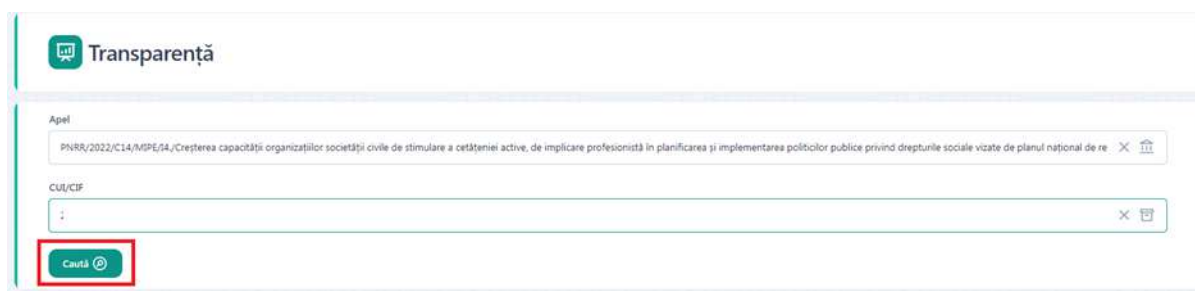 Transparență
Apel
PNRR/2022/C14/MIPE/I4./Creșterea capacității organizațiilor societății civile de stimulare a cetățeniei active, de implicare profesionistă în planificarea și implementarea politicilor publice privind drepturile sociale vizate de planul național de re
CUI/CIF
;
Caută